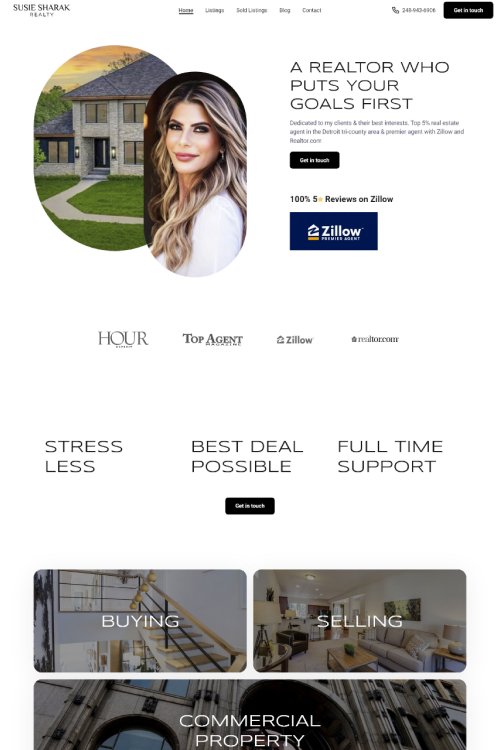 SUSIE SHARAK
REALTY
Home Listings Sold Listings Blog Contact
248-943-6906
Get in touch
A REALTOR WHO
PUTS YOUR
GOALS FIRST
Dedicated to my clients & their best interests. Top 5% real estate
agent in the Detroit tri-county area & premier agent with Zillow and
Realtor.com
Get in touch
100% 5 Reviews on Zillow
Zillow
PREMIER AGENT
HOUR
TOP AGENT
MAGAZINE
Zillow
realtor.com
STRESS
LESS
BEST DEAL
POSSIBLE
FULL TIME
SUPPORT
Get in touch
BUYING
SELLING
COMMERCIAL
PROPERTY